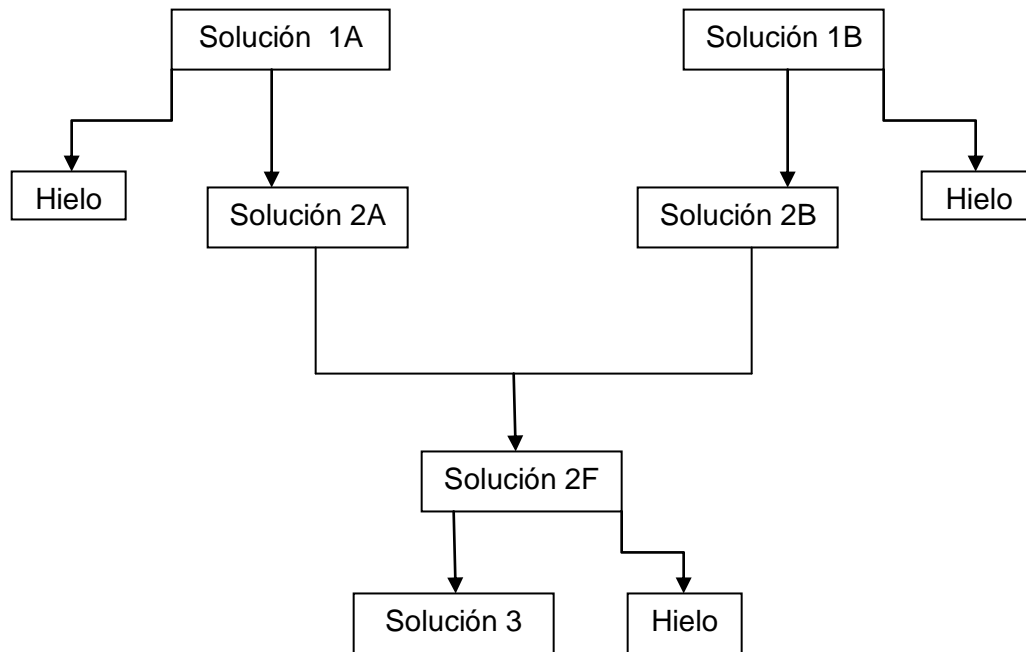 Solución 1A
Solución 1B
Hielo
Solución 2A
Solución 2B
Hielo
Solución 2F
Solución 3
Hielo